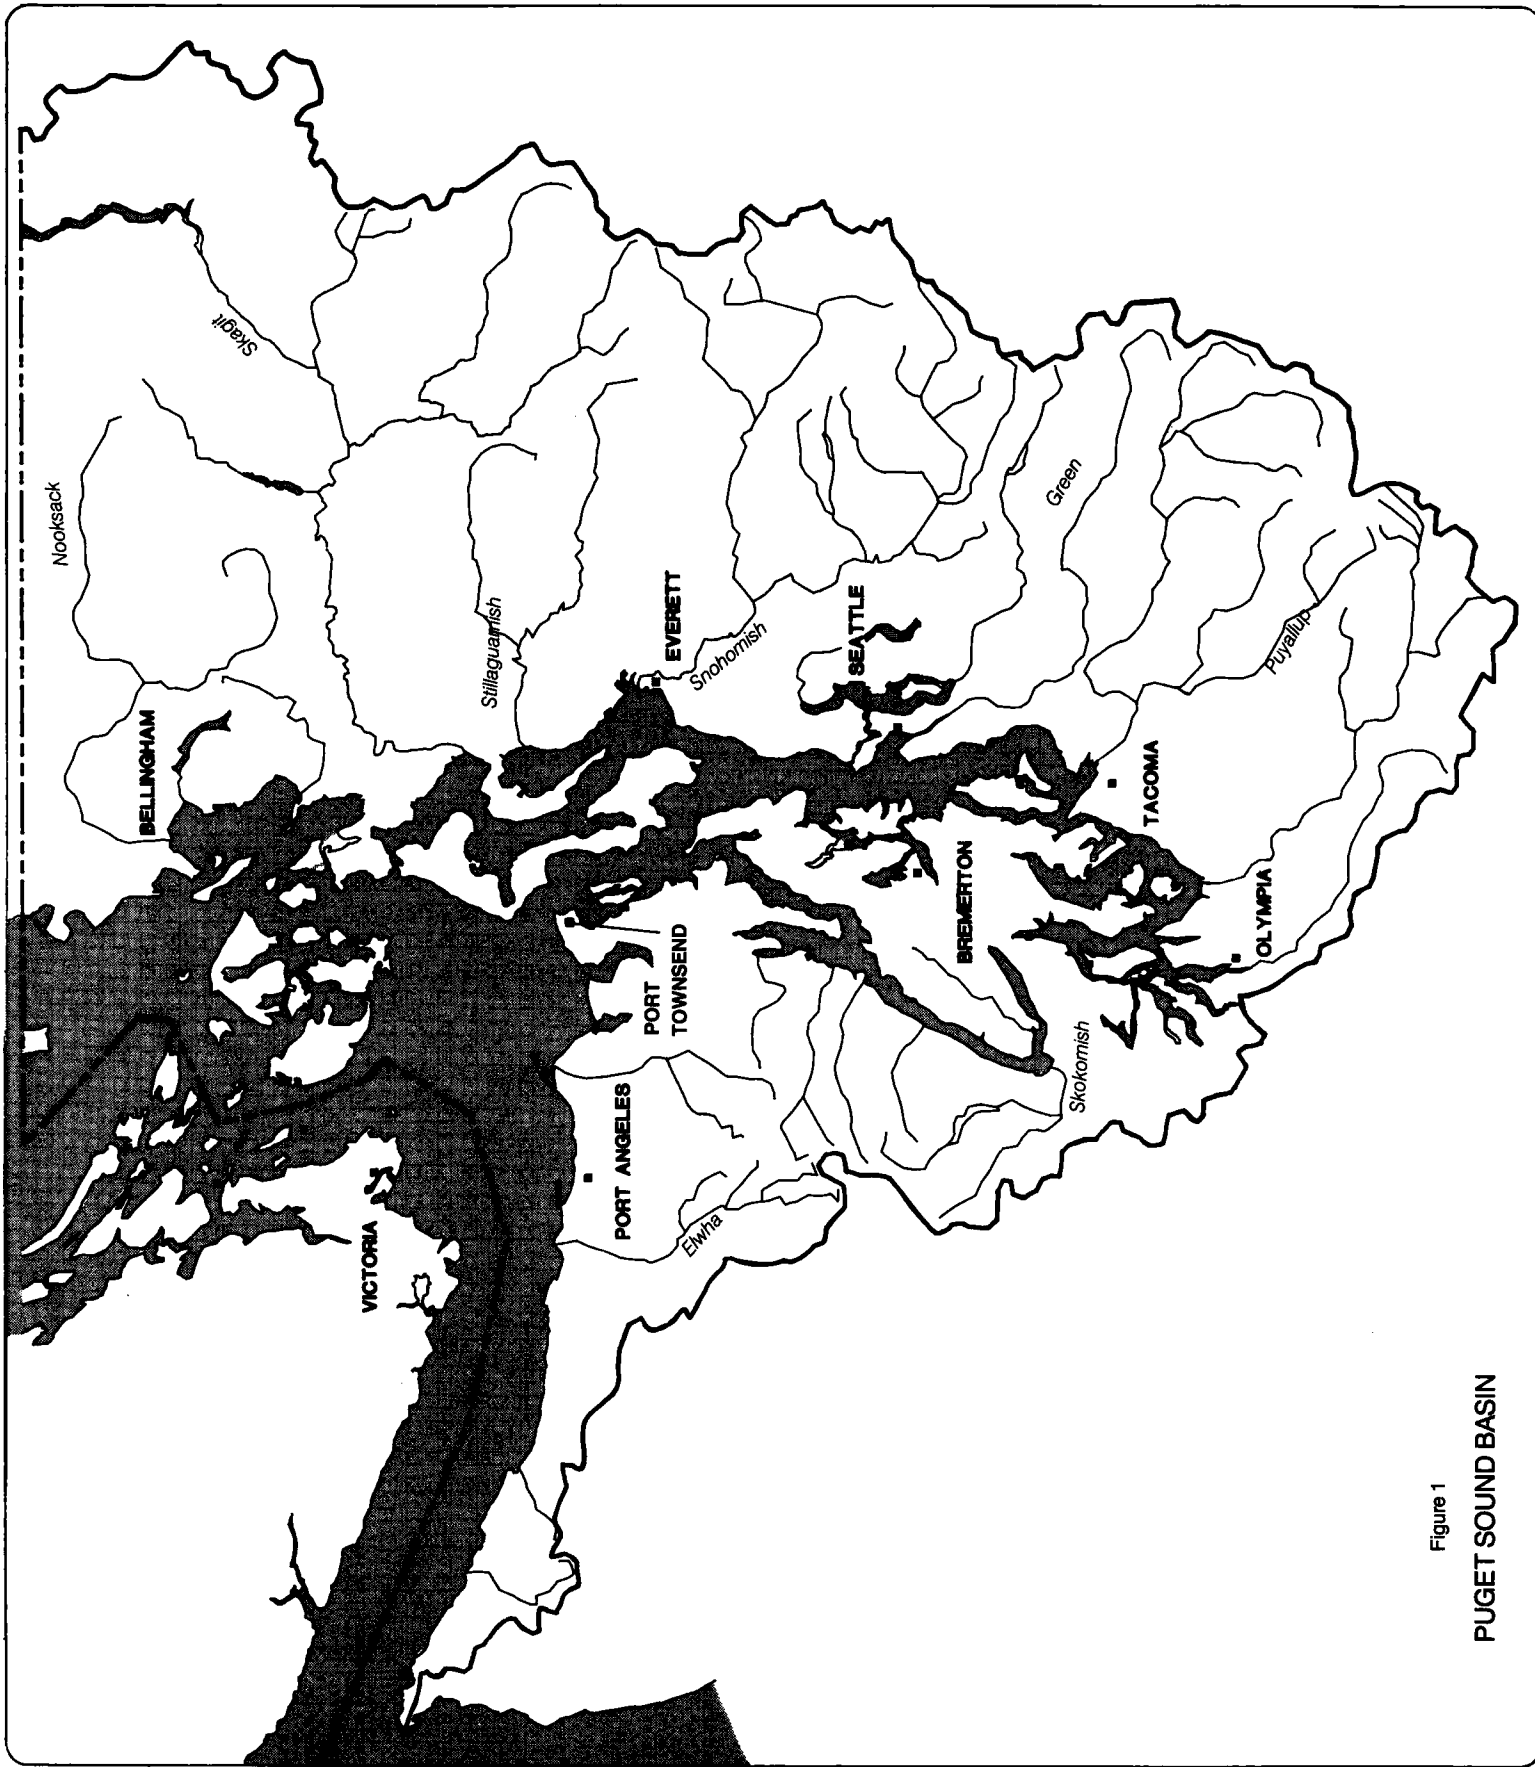 Nooksack
Skagit
BELLINGHAM
Stillaguamish
VICTORIA
EVERETT
Snohomish
PORT
TOWNSEND
PORT ANGELES
Elwha
SEATTLE
BREMERTON
Green
Skokomish
TACOMA
Puyallup
OLYMPIA
Figure 1
PUGET SOUND BASIN